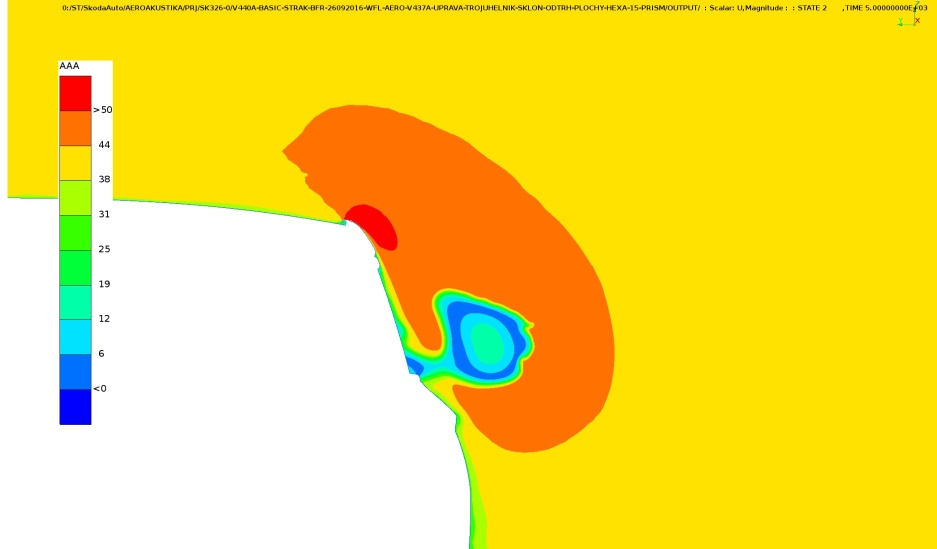 0:/ST/SkodaAuto/AEROAKUSTIKA/PRJ/SK326-0/V440A-BASIC-STRAK-BFR-26092016-WFL-AERO-V437A-UPRAVA-TROJUHELNIK-SKLON-ODTRH-PLOCHY-HEXA-15-PRISM/OUTPUT/ : Scalar: U,Magnitude : : STATE 2 ,TIME 5.00000000E+03
Z
Y X
AAA
>50
44
38
31
25
19
12
6
<0